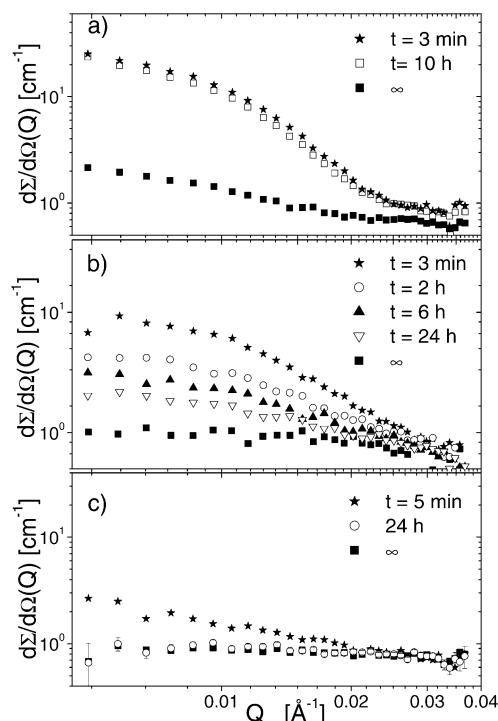 a)
★ t = 3 min
□ t= 10 h
■ ∞
dΣ/dΩ(Q) [cm⁻¹]
10¹
10⁰
b)
★ t = 3 min
○ t = 2 h
▲ t = 6 h
▽ t = 24 h
■ ∞
dΣ/dΩ(Q) [cm⁻¹]
10¹
10⁰
c)
★ t = 5 min
○ 24 h
■ ∞
dΣ/dΩ(Q) [cm⁻¹]
10¹
10⁰
0.01 0.02 0.03 0.04
Q [Å⁻¹]